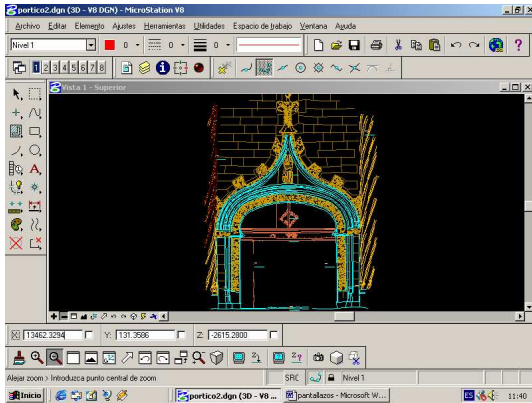 portico2.dgn (3D - V8 DGN) - MicroStation V8
Archivo Editar Elemento Ajustes Herramientas Utilidades Espacio de trabajo Ventana Ayuda
Nivel 1 0 0 0
1 2 3 4 5 6 7 8
Vista 1 - Superior
X: 13462.3294 Y: 131.3586 Z: -2615.2800
Alejar zoom > Introduzca punto central de zoom SRC Nivel 1
Inicio portico2.dgn (3D - V8 ... pantallazos - Microsoft W... ES 11:40